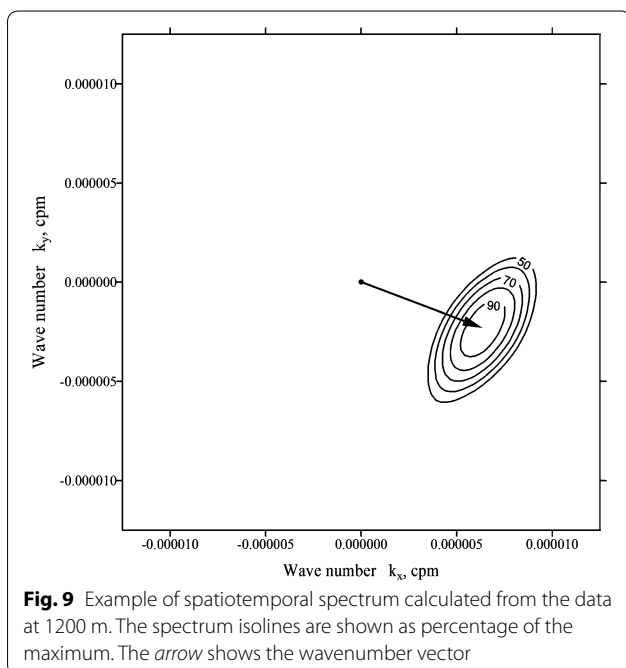 0.000010
0.000005
0.000000
-0.000005
-0.000010
Wave number k_y, cpm
50
70
90
-0.000010 -0.000005 0.000000 0.000005 0.000010
Wave number k_x, cpm
Fig. 9 Example of spatiotemporal spectrum calculated from the data
at 1200 m. The spectrum isolines are shown as percentage of the
maximum. The arrow shows the wavenumber vector